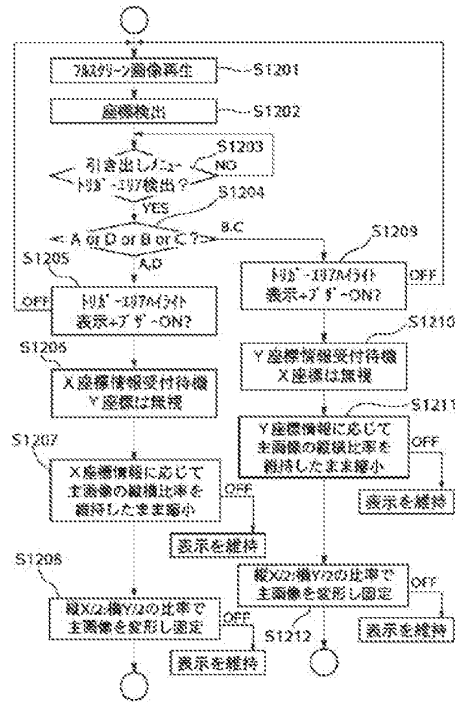 フルスクリーン画像再生
S1201
座標検出
S1202
S1203
引き出しメニュー
トリガーエリア検出?
NO
YES
S1204
A or D or B or C ?
B.C
A,D
S1205
トリガーエリアハイライト
表示+ブザーON?
OFF
S1209
トリガーエリアハイライト
表示+ブザーON?
OFF
S1206
X座標情報受付待機
Y座標は無視
S1210
Y座標情報受付待機
X座標は無視
S1207
X座標情報に応じて
主画像の縦横比率を
維持したまま縮小
OFF
表示を維持
S1211
Y座標情報に応じて
主画像の縦横比率を
維持したまま縮小
OFF
表示を維持
S1208
縦X/2:横Y/2の比率で
主画像を変形し固定
OFF
表示を維持
縦X/2:横Y/2の比率で
主画像を変形し固定
OFF
S1212
表示を維持